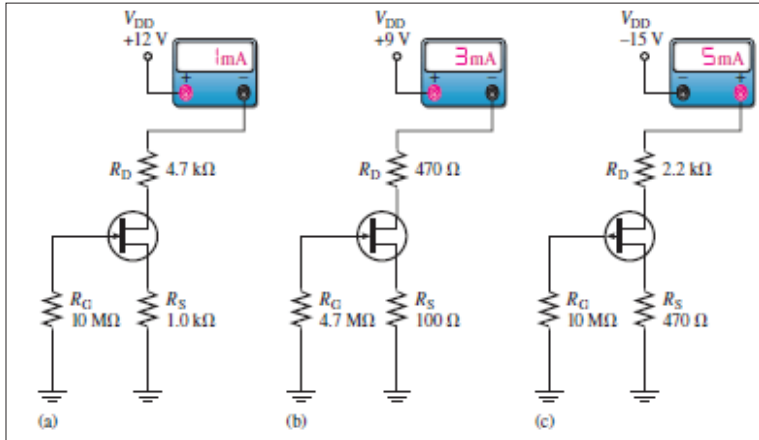 VDD
+12 V
1mA
+
−
RD
4.7 kΩ
RG
10 MΩ
RS
1.0 kΩ
(a)
VDD
+9 V
3mA
+
−
RD
470 Ω
RG
4.7 MΩ
RS
100 Ω
(b)
VDD
−15 V
5mA
−
+
RD
2.2 kΩ
RG
10 MΩ
RS
470 Ω
(c)